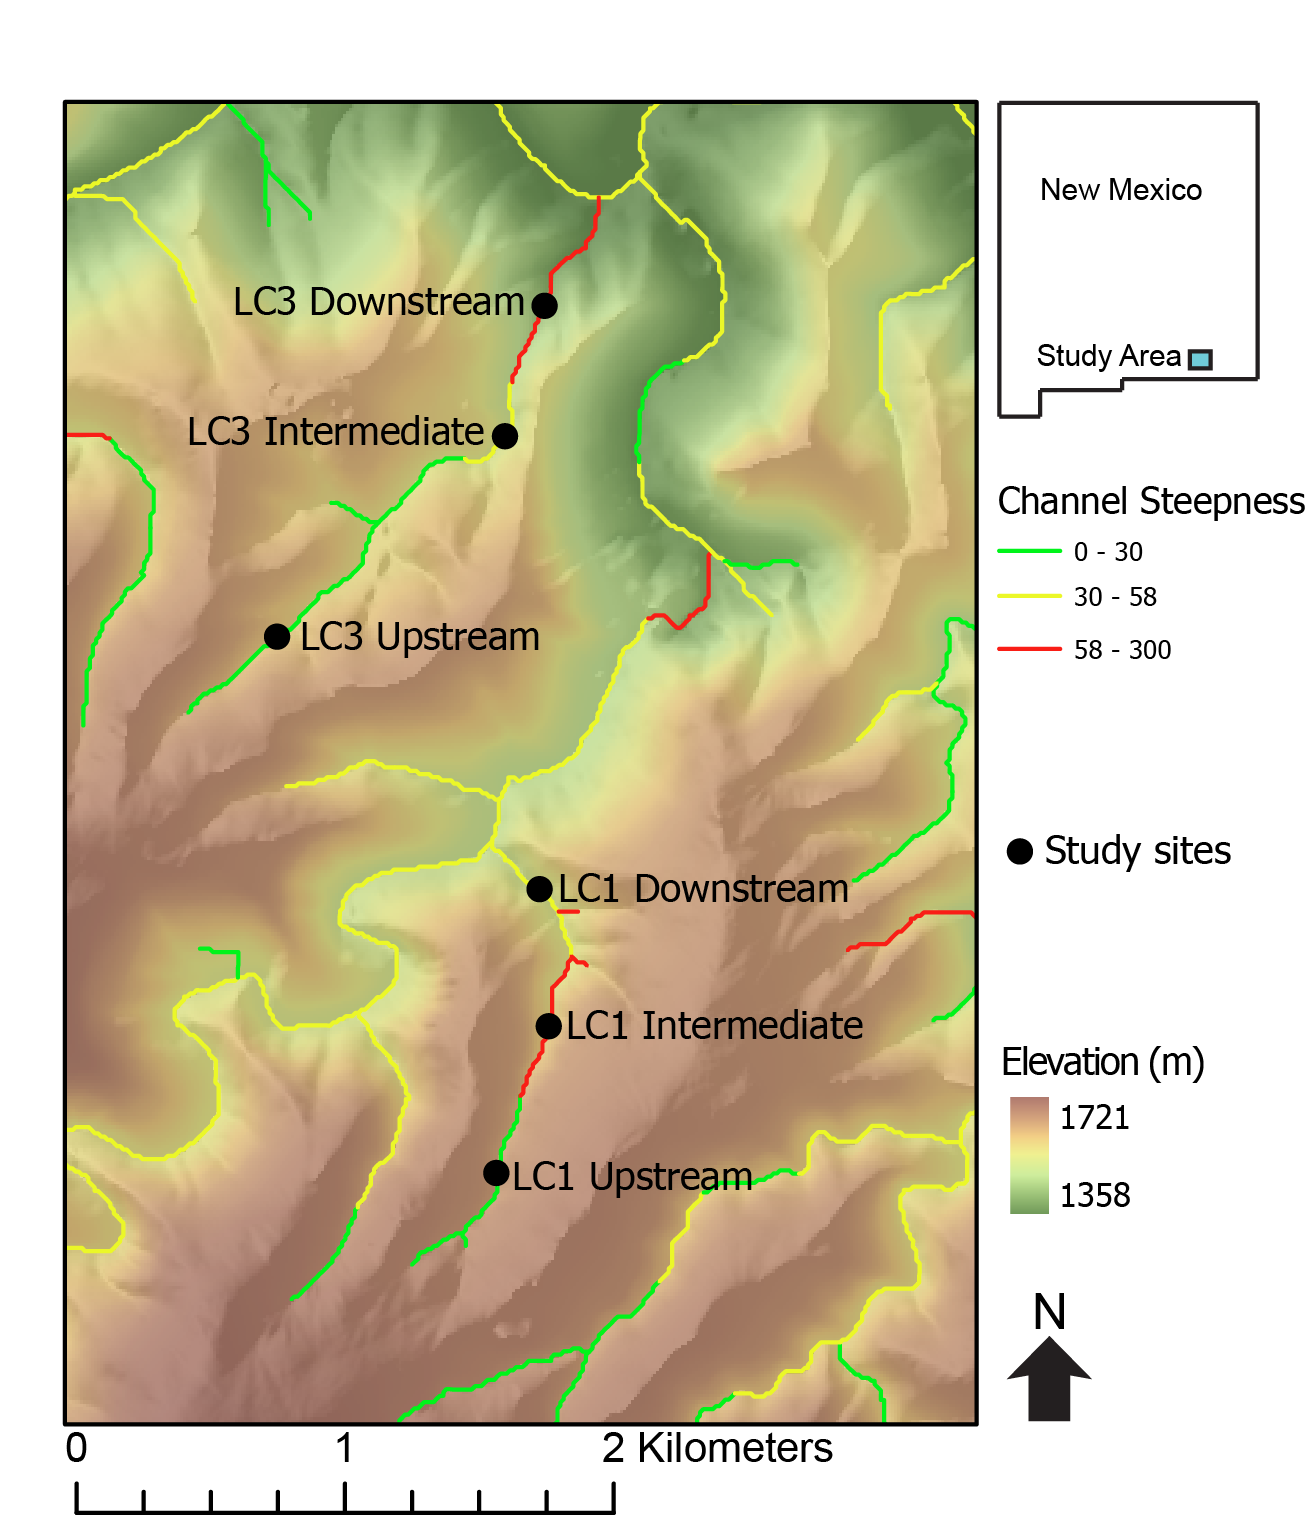 New Mexico
Study Area
LC3 Downstream
LC3 Intermediate
LC3 Upstream
LC1 Downstream
LC1 Intermediate
LC1 Upstream
Channel Steepness
0 - 30
30 - 58
58 - 300
Study sites
Elevation (m)
1721
1358
N
0 1 2 Kilometers